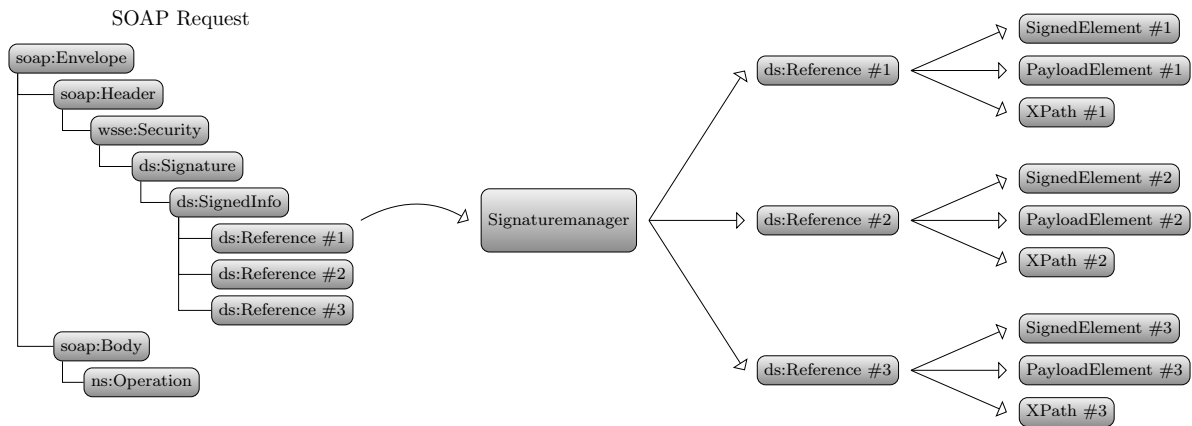 SOAP Request
soap:Envelope
soap:Header
wsse:Security
ds:Signature
ds:SignedInfo
ds:Reference #1
ds:Reference #2
ds:Reference #3
soap:Body
ns:Operation
Signaturemanager
ds:Reference #1
SignedElement #1
PayloadElement #1
XPath #1
ds:Reference #2
SignedElement #2
PayloadElement #2
XPath #2
ds:Reference #3
SignedElement #3
PayloadElement #3
XPath #3